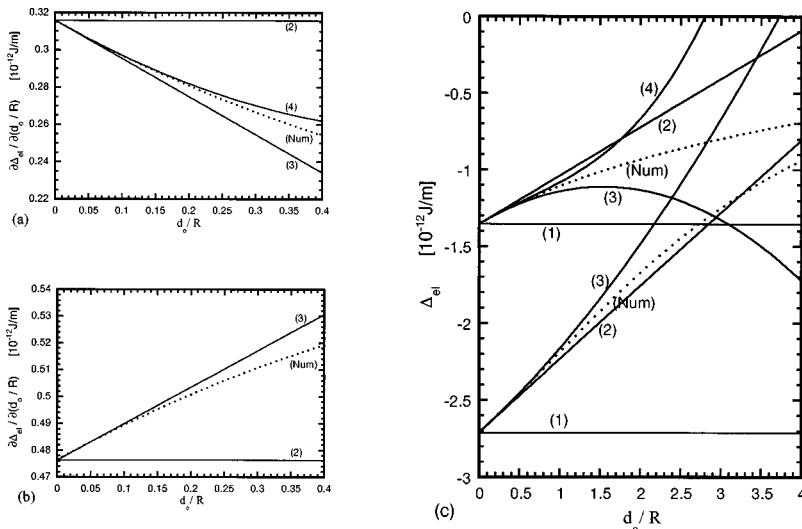 0.32
0.3
0.28
0.26
0.24
0.22
∂Δel / ∂(do / R) [10⁻¹²J/m]
(2)
(4)
(Num)
(3)
0 0.05 0.1 0.15 0.2 0.25 0.3 0.35 0.4
do / R
(a)
0.54
0.53
0.52
0.51
0.5
0.49
0.48
0.47
∂Δel / ∂(do / R) [10⁻¹²J/m]
(3)
(Num)
(2)
0 0.05 0.1 0.15 0.2 0.25 0.3 0.35 0.4
do / R
(b)
0
-0.5
-1
-1.5
-2
-2.5
-3
Δel [10⁻¹²J/m]
(4)
(2)
(Num)
(3)
(1)
(3)
(Num)
(2)
(1)
0 0.5 1 1.5 2 2.5 3 3.5 4
do / R
(c)